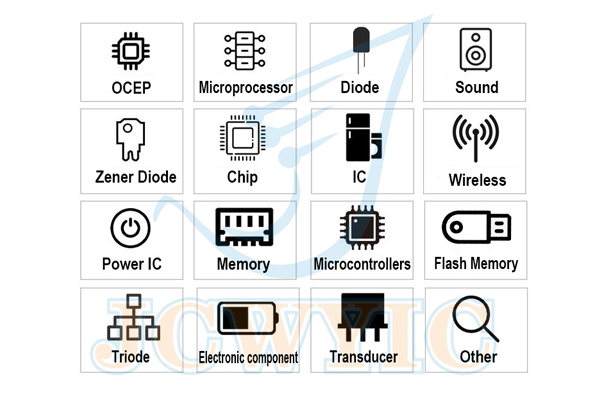 OCEP
Microprocessor
Diode
Sound
Zener Diode
Chip
IC
Wireless
Power IC
Memory
Microcontrollers
Flash Memory
Triode
Electronic component
Transducer
Other
JCWYIC